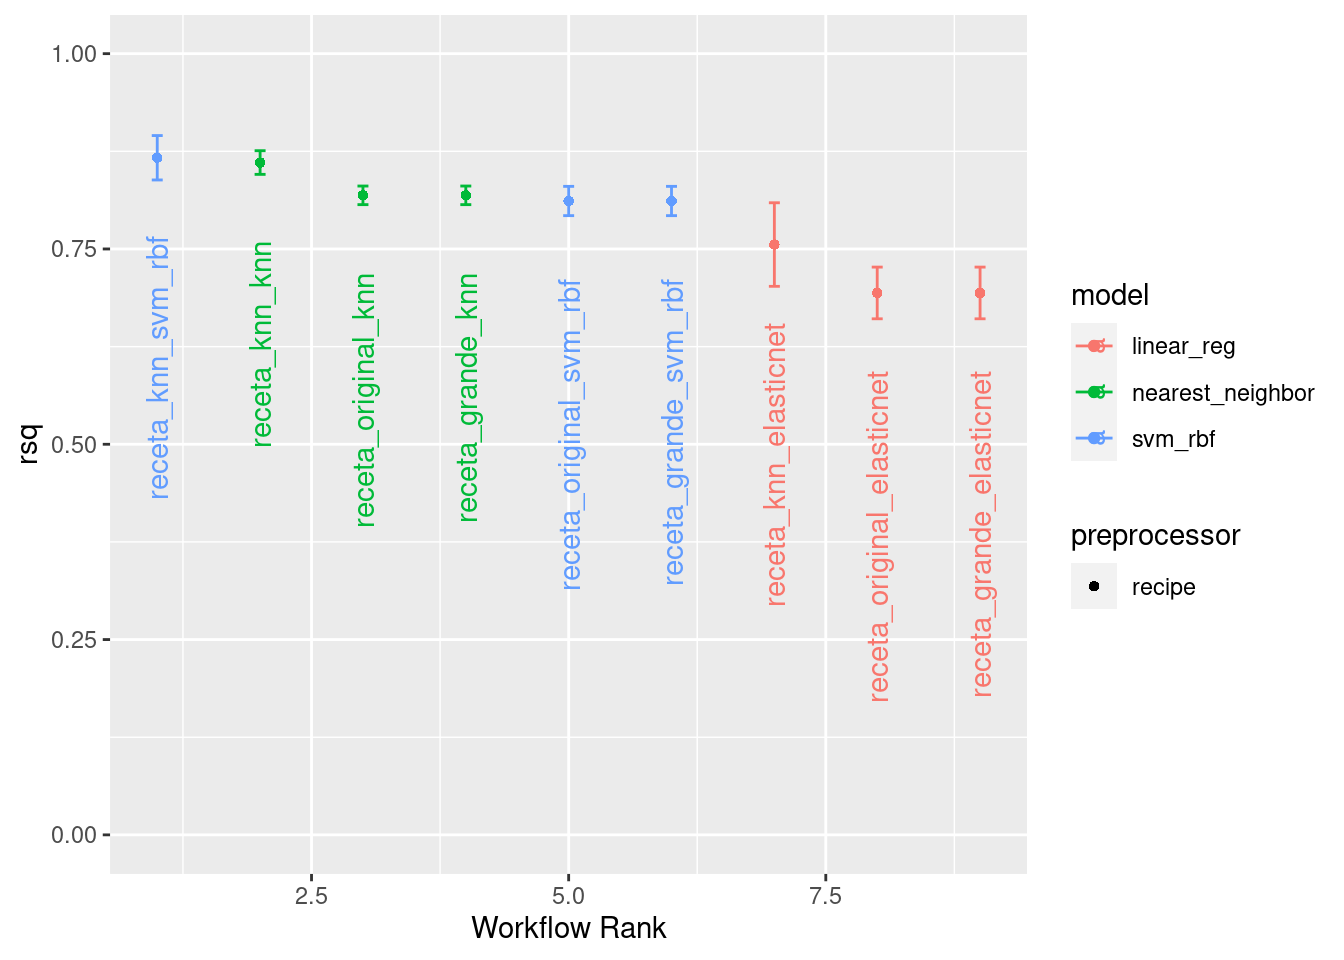 1.00
0.75
0.50
0.25
0.00
rsq
receta_knn_svm_rbf
receta_knn_knn
receta_original_knn
receta_grande_knn
receta_original_svm_rbf
receta_grande_svm_rbf
receta_knn_elasticnet
receta_original_elasticnet
receta_grande_elasticnet
2.5
5.0
7.5
Workflow Rank
model
linear_reg
nearest_neighbor
svm_rbf
preprocessor
recipe